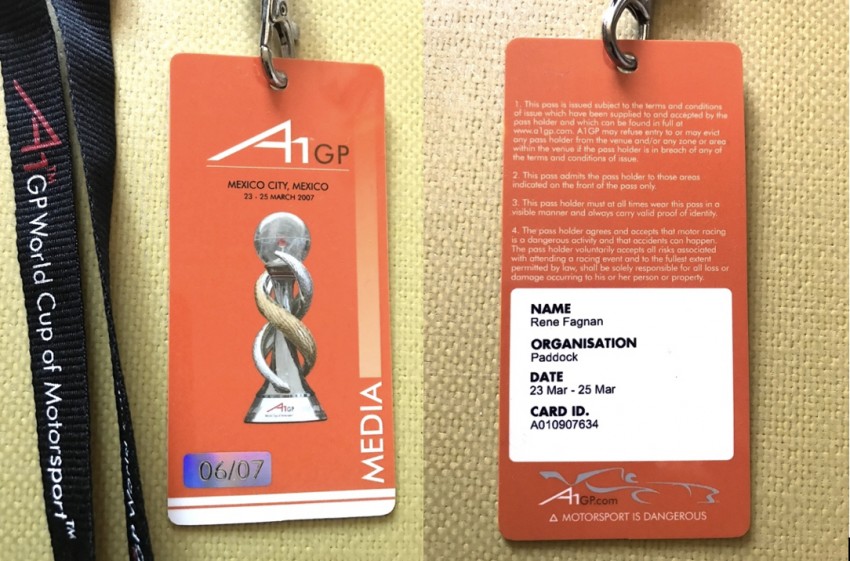 A1™GP World Cup of Motorsport™
A1™GP
MEXICO CITY, MEXICO
23 - 25 MARCH 2007
A1GP
MEDIA
06/07
1. This pass is issued subject to the terms and conditions
of issue which have been supplied to and accepted by the
pass holder and which can be found in full at
www.a1gp.com. A1GP may refuse entry to or may evict
any pass holder from the venue and/or any zone or area
within the venue if the pass holder is in breach of any of
the terms and conditions of issue.
2. This pass admits the pass holder to those areas
indicated on the front of the pass only.
3. This pass holder must at all times wear this pass in a
visible manner and always carry valid proof of identity.
4. The pass holder agrees and accepts that motor racing
is a dangerous activity and that accidents can happen.
The pass holder voluntarily accepts all risks associated
with attending a racing event and to the fullest extent
permitted by law, shall be solely responsible for all loss or
damage occurring to his or her person or property.
NAME
Rene Fagnan
ORGANISATION
Paddock
DATE
23 Mar - 25 Mar
CARD ID.
A010907634
A1GP.com
⚠ MOTORSPORT IS DANGEROUS